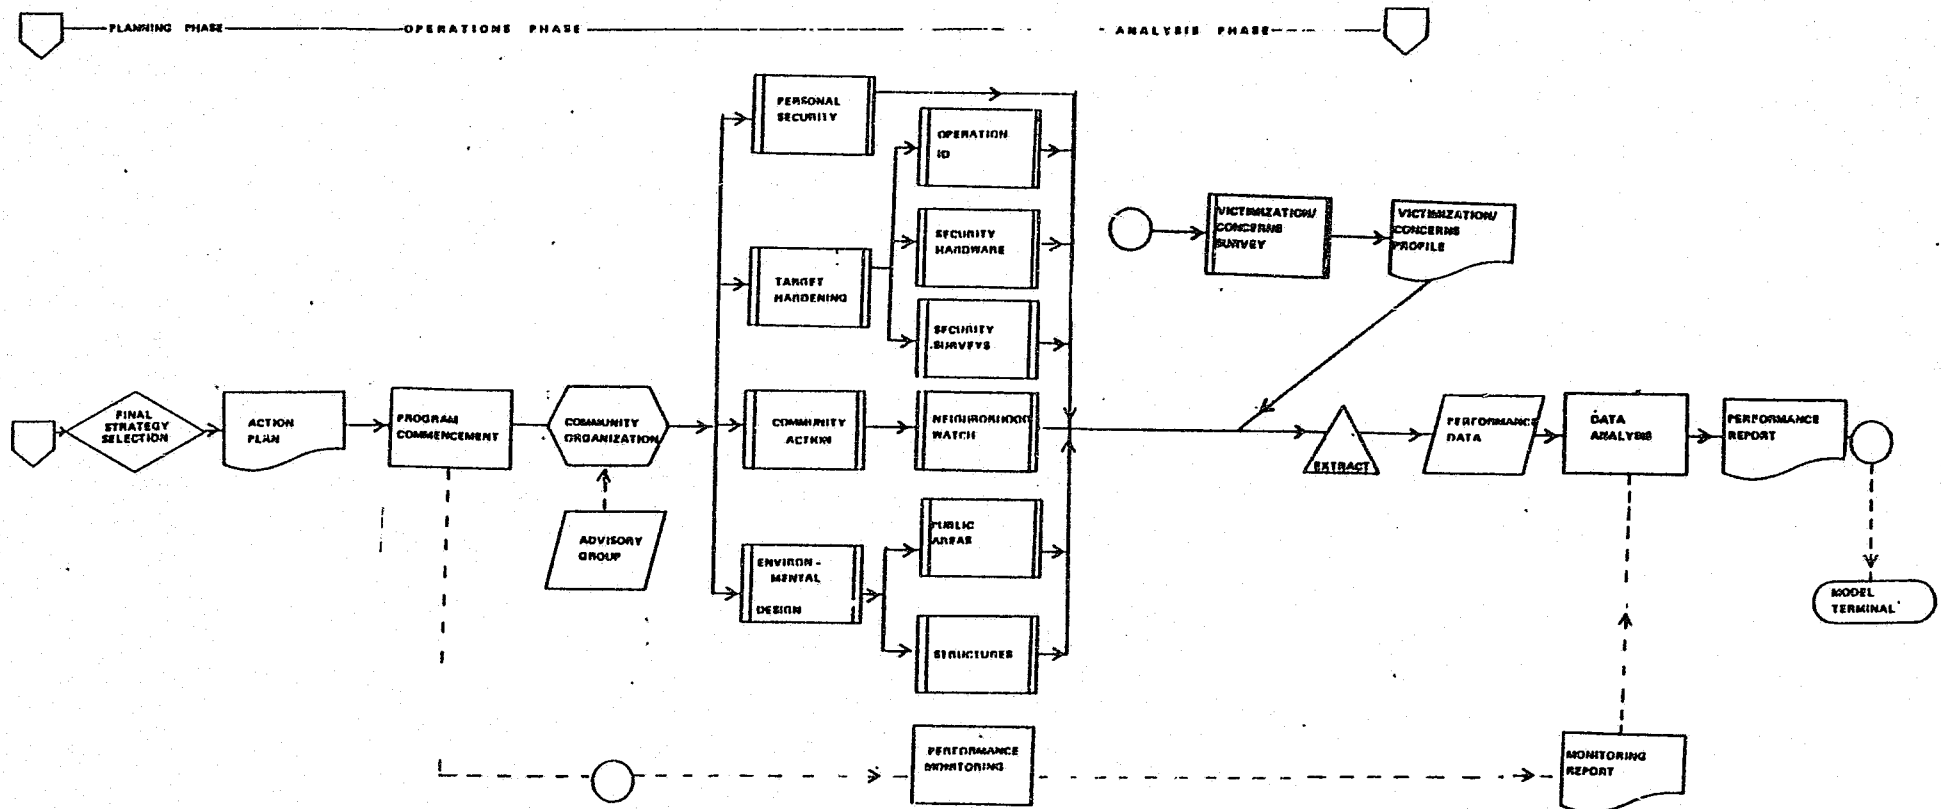 PLANNING PHASE
OPERATIONS PHASE
ANALYSIS PHASE
FINAL
STRATEGY
SELECTION
ACTION
PLAN
PROGRAM
COMMENCEMENT
COMMUNITY
ORGANIZATION
ADVISORY
GROUP
PERSONAL
SECURITY
TARGET
HARDENING
COMMUNITY
ACTION
ENVIRON-
MENTAL
DESIGN
OPERATION
ID
SECURITY
HARDWARE
SECURITY
SURVEYS
NEIGHBORHOOD
WATCH
PUBLIC
AREAS
STRUCTURES
PERFORMANCE
MONITORING
VICTIMIZATION/
CONCERNS
SURVEY
VICTIMIZATION/
CONCERNS
PROFILE
EXTRACT
PERFORMANCE
DATA
DATA
ANALYSIS
PERFORMANCE
REPORT
MODEL
TERMINAL
MONITORING
REPORT